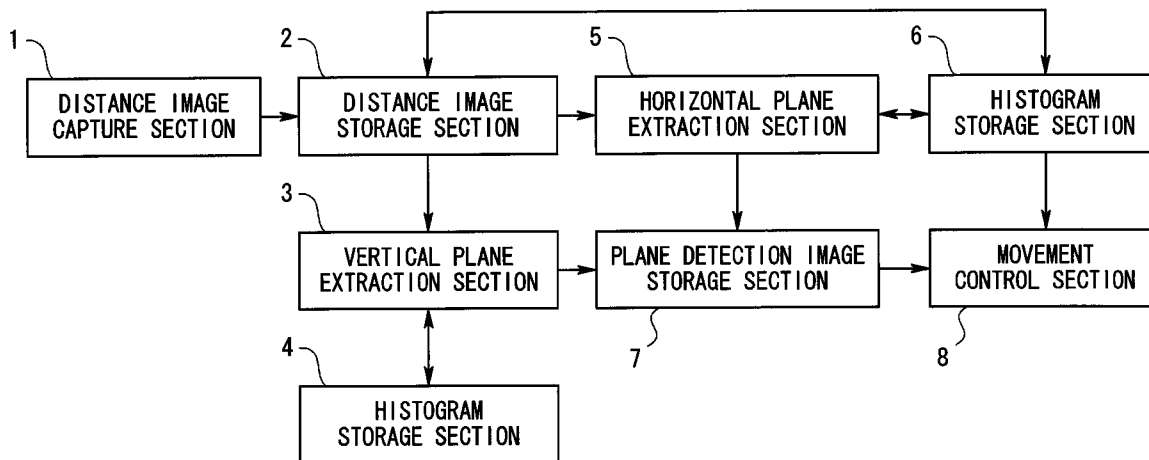 1
DISTANCE IMAGE
CAPTURE SECTION
2
DISTANCE IMAGE
STORAGE SECTION
5
HORIZONTAL PLANE
EXTRACTION SECTION
6
HISTOGRAM
STORAGE SECTION
3
VERTICAL PLANE
EXTRACTION SECTION
PLANE DETECTION IMAGE
STORAGE SECTION
7
MOVEMENT
CONTROL SECTION
8
4
HISTOGRAM
STORAGE SECTION